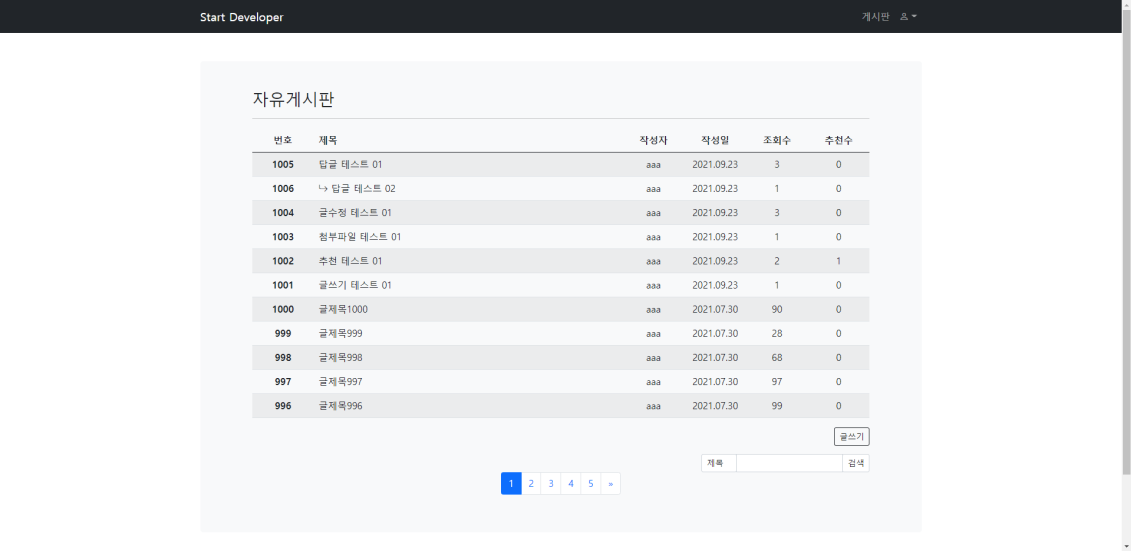 Start Developer 게시판
자유게시판
번호 제목 작성자 작성일 조회수 추천수
1005 답글 테스트 01 aaa 2021.09.23 3 0
1006 ↪ 답글 테스트 02 aaa 2021.09.23 1 0
1004 글수정 테스트 01 aaa 2021.09.23 3 0
1003 첨부파일 테스트 01 aaa 2021.09.23 1 0
1002 추천 테스트 01 aaa 2021.09.23 2 1
1001 글쓰기 테스트 01 aaa 2021.09.23 1 0
1000 글제목1000 aaa 2021.07.30 90 0
999 글제목999 aaa 2021.07.30 28 0
998 글제목998 aaa 2021.07.30 68 0
997 글제목997 aaa 2021.07.30 97 0
996 글제목996 aaa 2021.07.30 99 0
글쓰기
제목 검색
1 2 3 4 5 »